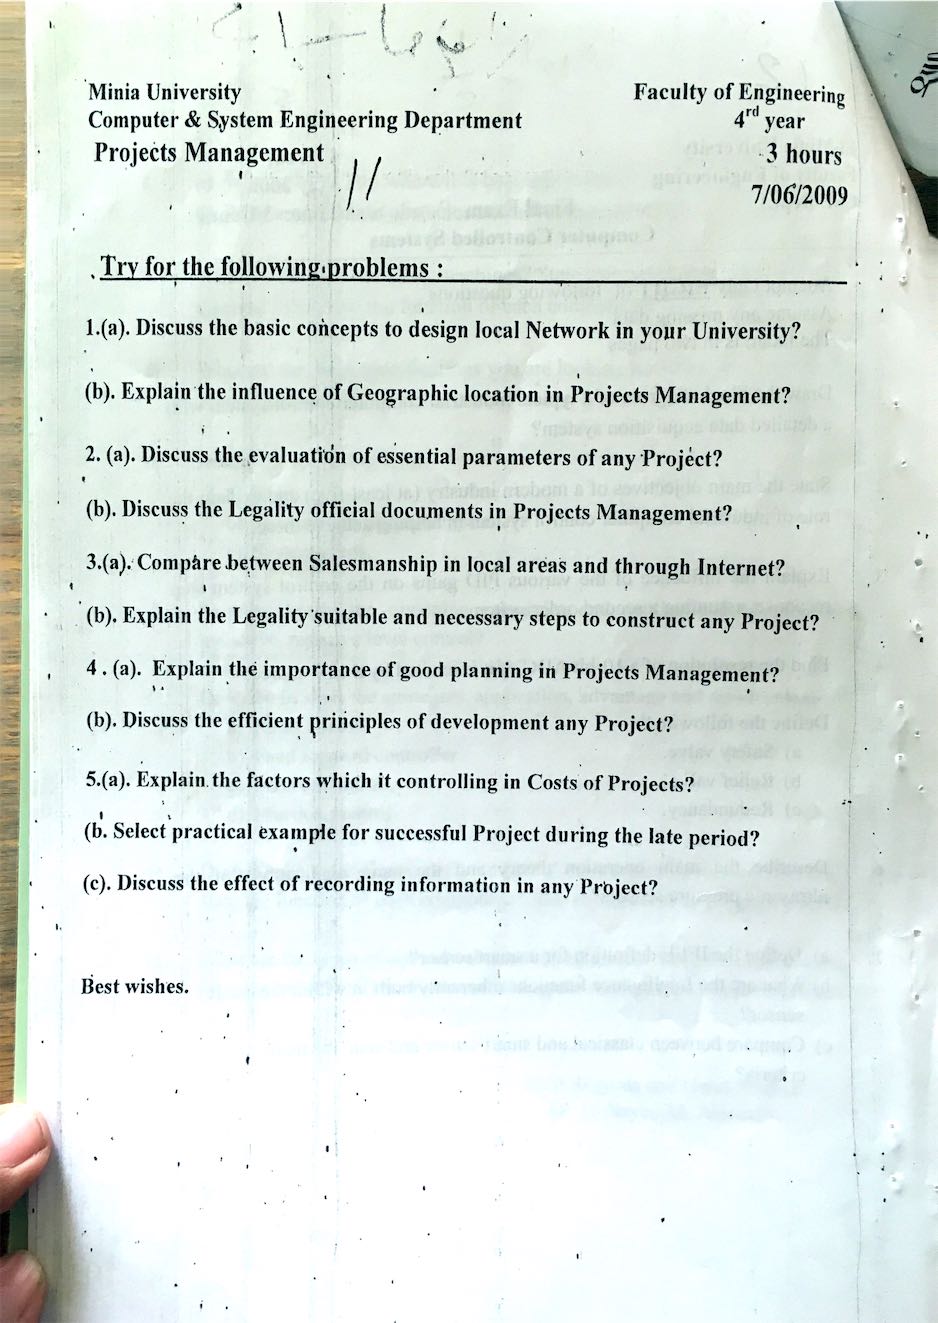 Minia University
Faculty of Engineering
Computer & System Engineering Department
4rd year
Projects Management
3 hours
11
7/06/2009
Try for the following problems :
1.(a). Discuss the basic concepts to design local Network in your University?
(b). Explain the influence of Geographic location in Projects Management?
2. (a). Discuss the evaluation of essential parameters of any Project?
(b). Discuss the Legality official documents in Projects Management?
3.(a). Compare between Salesmanship in local areas and through Internet?
(b). Explain the Legality suitable and necessary steps to construct any Project?
4 . (a). Explain the importance of good planning in Projects Management?
(b). Discuss the efficient principles of development any Project?
5.(a). Explain the factors which it controlling in Costs of Projects?
(b. Select practical example for successful Project during the late period?
(c). Discuss the effect of recording information in any Project?
Best wishes.